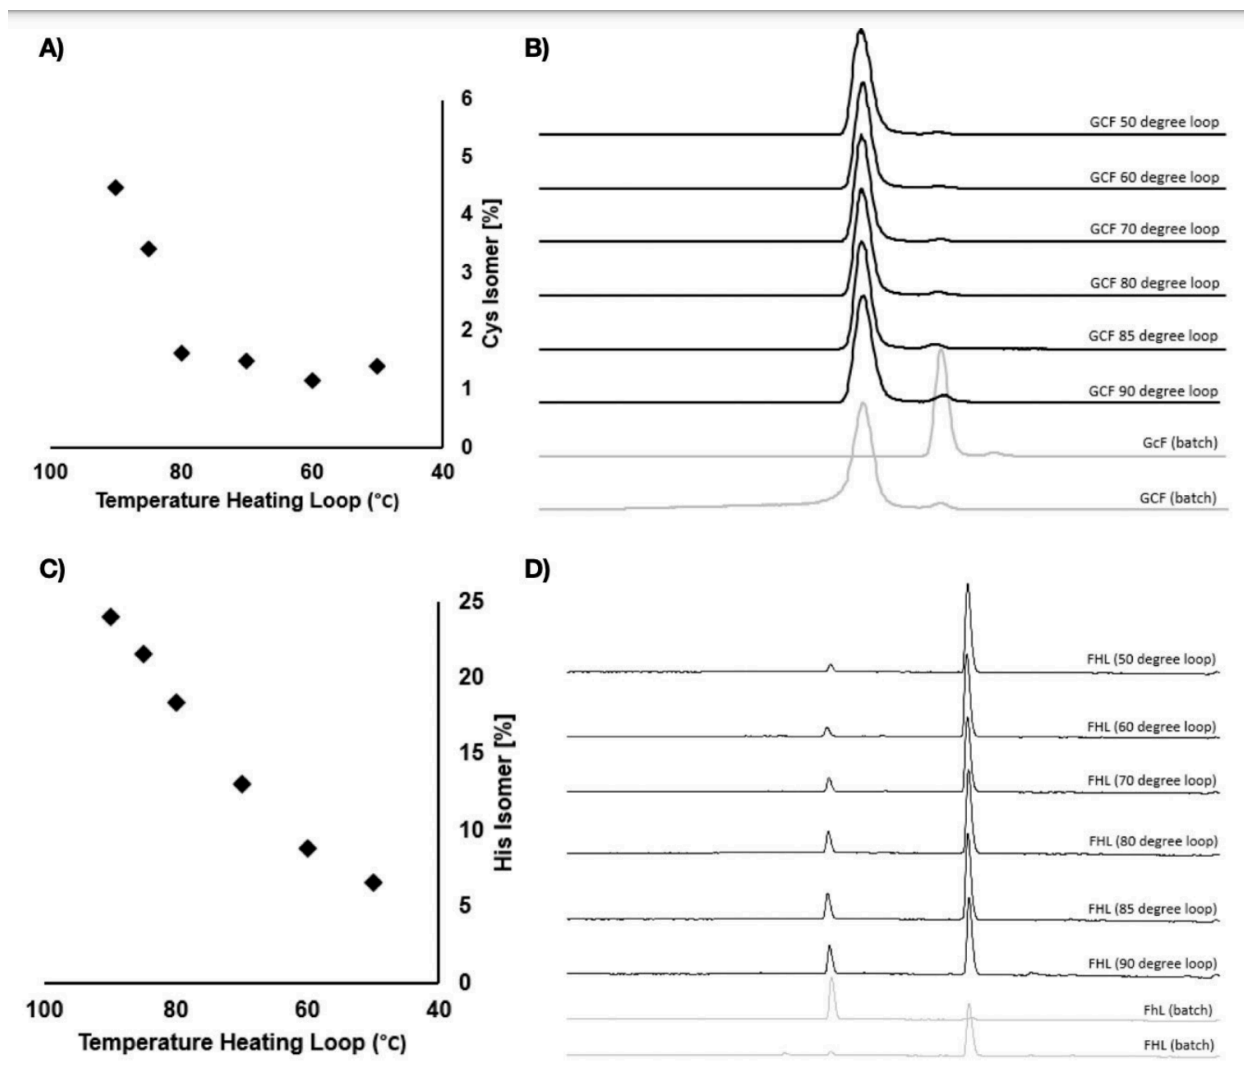 A)
6
5
4
3
2
1
0
Cys Isomer [%]
100 80 60 40
Temperature Heating Loop (°C)
B)
GCF 50 degree loop
GCF 60 degree loop
GCF 70 degree loop
GCF 80 degree loop
GCF 85 degree loop
GCF 90 degree loop
GcF (batch)
GCF (batch)
C)
25
20
15
10
5
0
His Isomer [%]
100 80 60 40
Temperature Heating Loop (°C)
D)
FHL (50 degree loop)
FHL (60 degree loop)
FHL (70 degree loop)
FHL (80 degree loop)
FHL (85 degree loop)
FHL (90 degree loop)
FhL (batch)
FHL (batch)